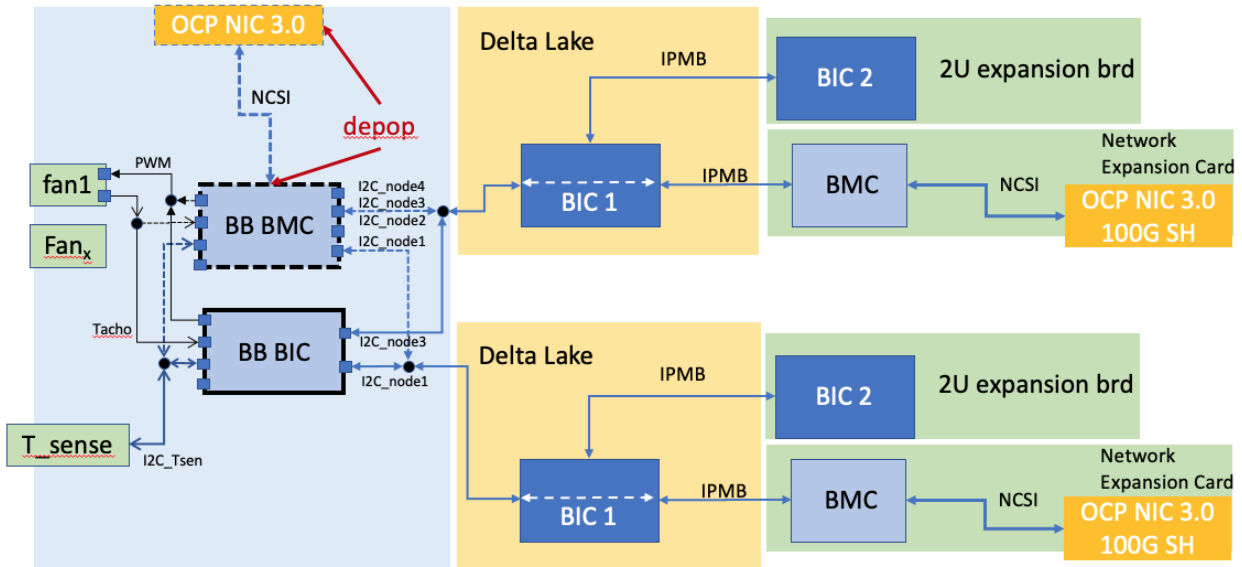 OCP NIC 3.0
NCSI
depop
PWM
fan1
Fanx
BB BMC
I2C_node4
I2C_node3
I2C_node2
I2C_node1
Tacho
BB BIC
I2C_node3
I2C_node1
T_sense
I2C_Tsen
Delta Lake
IPMB
BIC 1
IPMB
BIC 2
2U expansion brd
BMC
NCSI
Network
Expansion Card
OCP NIC 3.0
100G SH
Delta Lake
IPMB
BIC 1
IPMB
BIC 2
2U expansion brd
BMC
NCSI
Network
Expansion Card
OCP NIC 3.0
100G SH